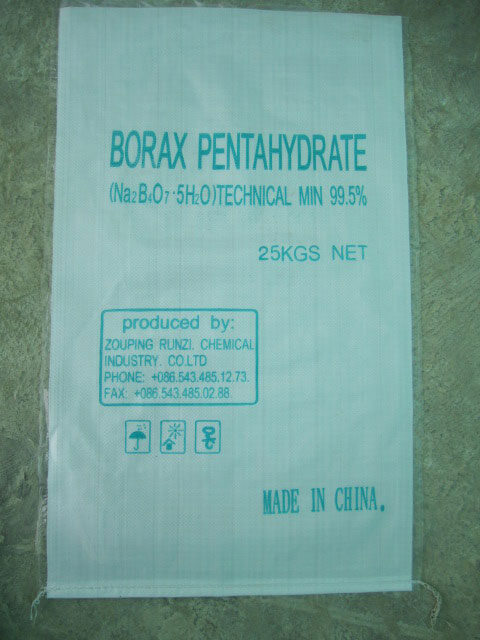 BORAX PENTAHYDRATE
(Na₂B₄O₇·5H₂O)TECHNICAL MIN 99.5%
25KGS NET
produced by:
ZOUPING RUNZI. CHEMICAL
INDUSTRY. CO.LTD
PHONE: +086.543.485.12.73.
FAX: +086.543.485.02.88.
MADE IN CHINA.